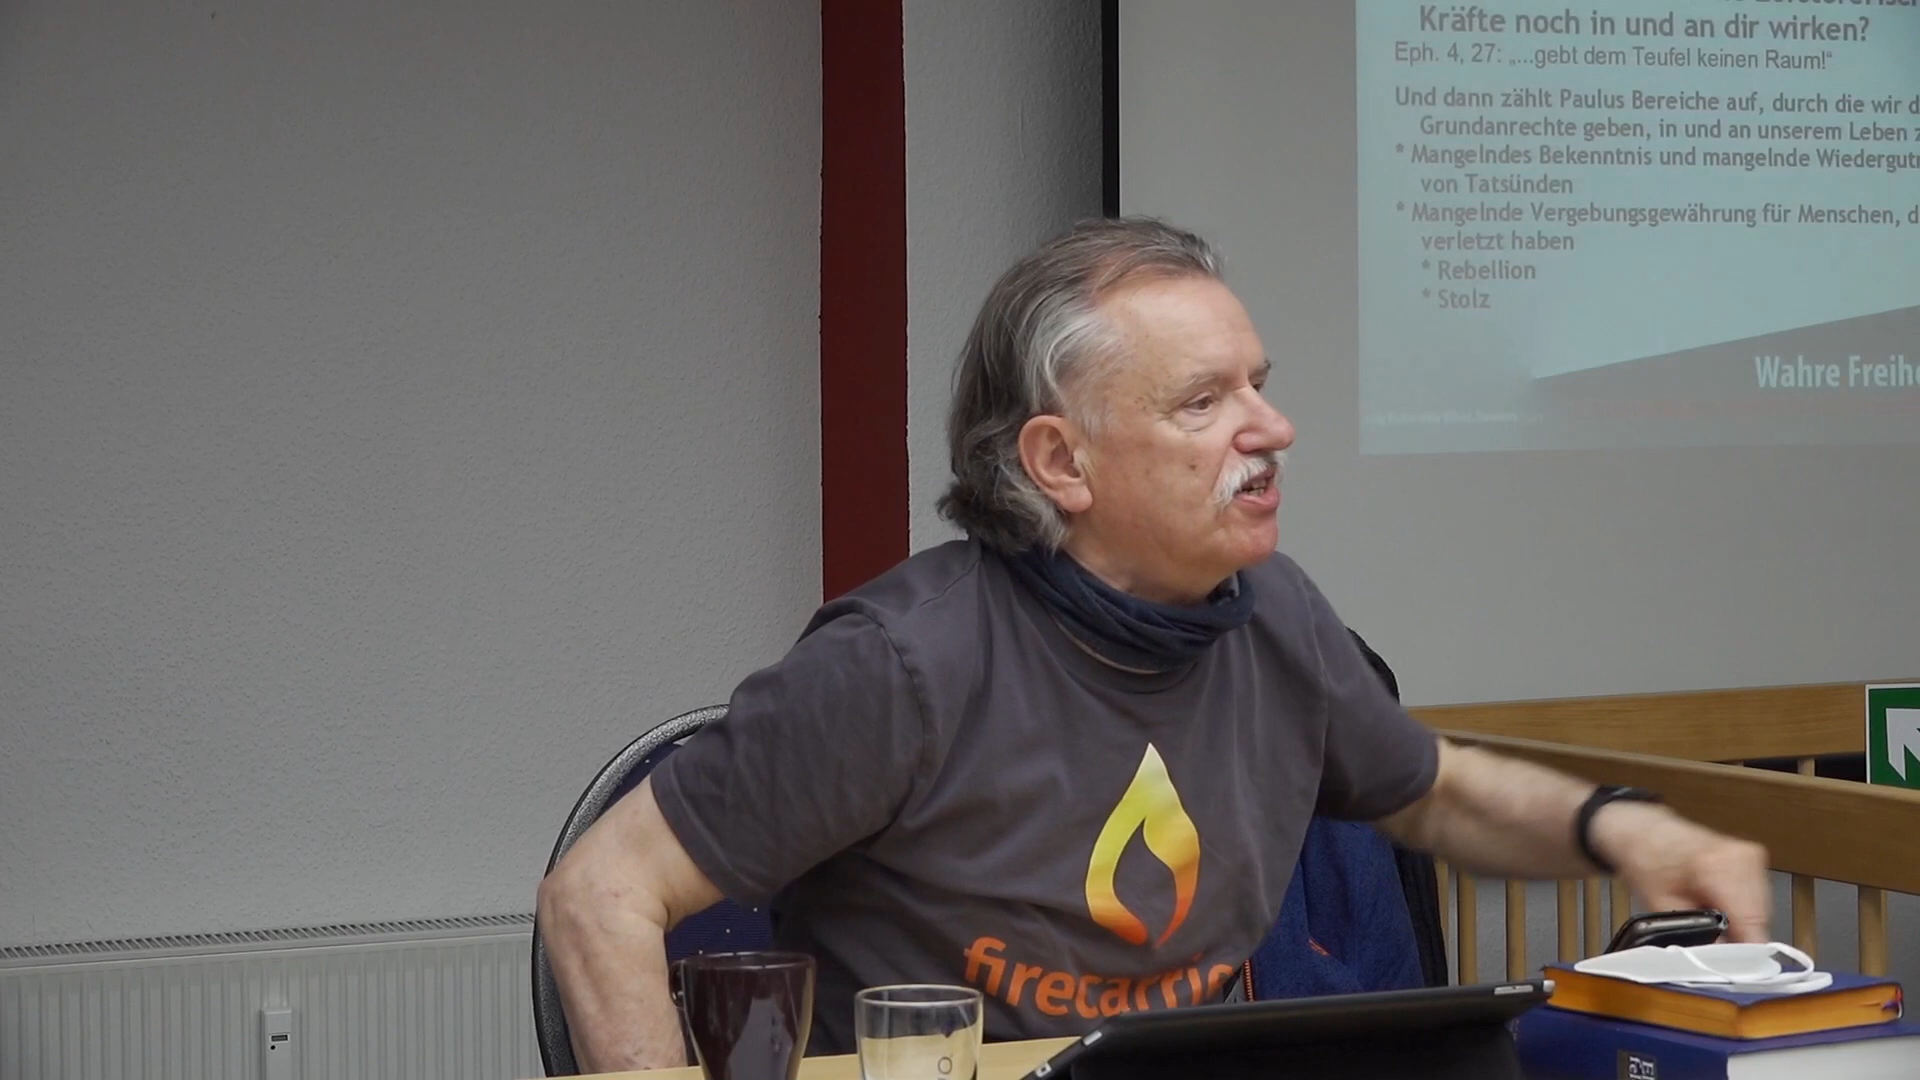 Kräfte noch in und an dir wirken?
Eph. 4, 27: „...gebt dem Teufel keinen Raum!“
Und dann zählt Paulus Bereiche auf, durch die wir d
Grundanrechte geben, in und an unserem Leben z
* Mangelndes Bekenntnis und mangelnde Wiedergutm
von Tatsünden
* Mangelnde Vergebungsgewährung für Menschen, d
verletzt haben
* Rebellion
* Stolz
Wahre Freihe
firecarrie